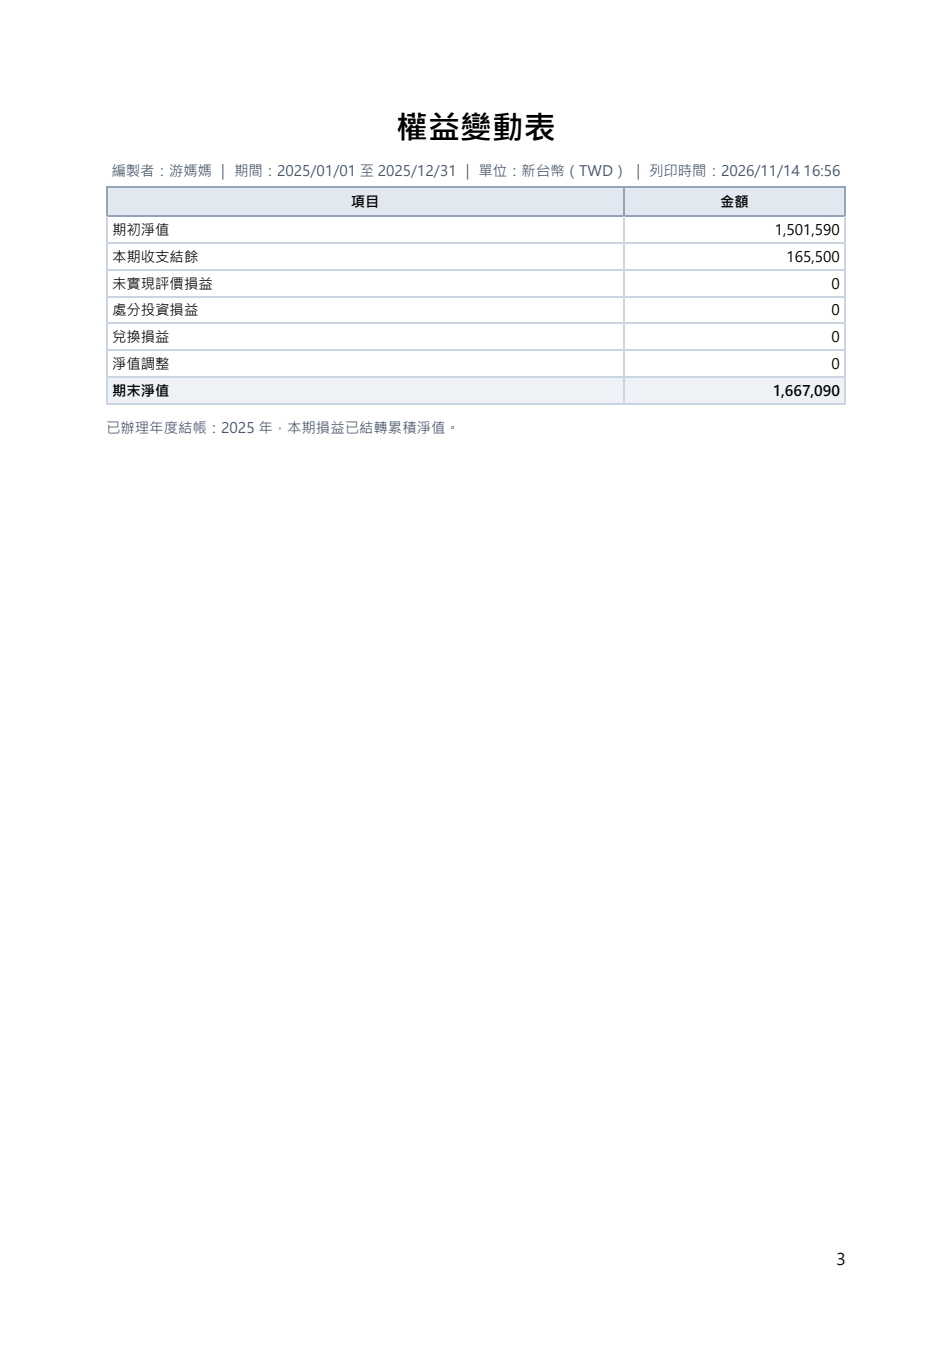 權益變動表
編製者：游媽媽 | 期間：2025/01/01 至 2025/12/31 | 單位：新台幣（TWD） | 列印時間：2026/11/14 16:56
項目 金額
期初淨值 1,501,590
本期收支結餘 165,500
未實現評價損益 0
處分投資損益 0
兌換損益 0
淨值調整 0
期末淨值 1,667,090
已辦理年度結帳：2025 年，本期損益已結轉累積淨值。
3